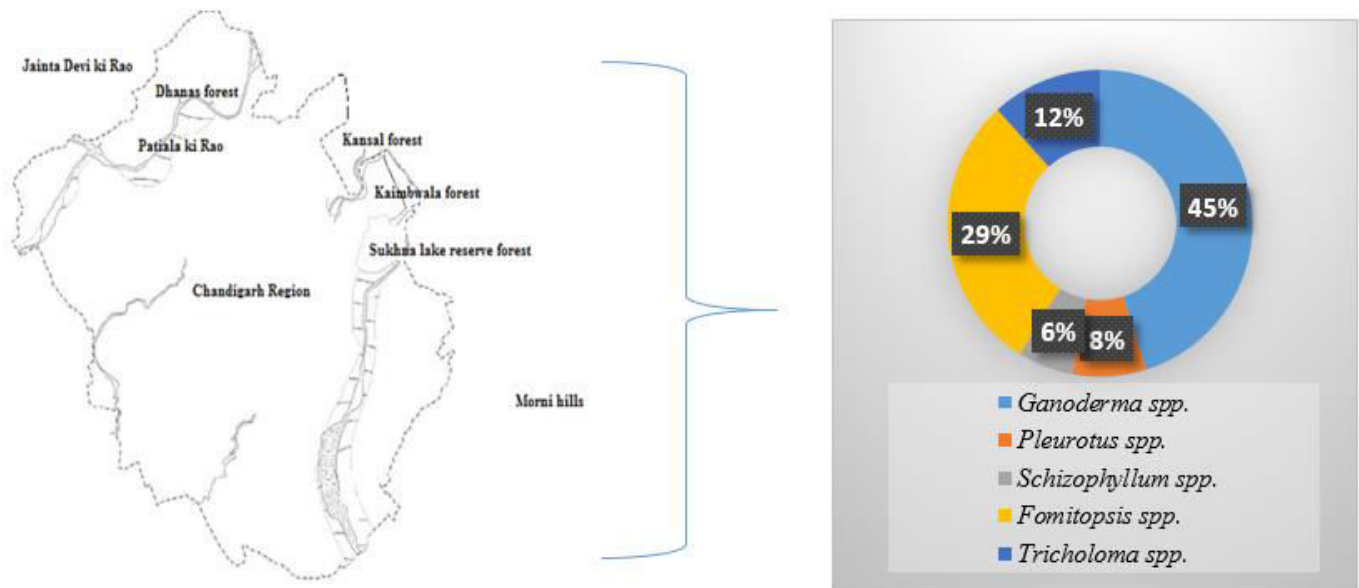 Jainta Devi ki Rao
Dhanas forest
Patiala ki Rao
Kansal forest
Kaimbwala forest
Sukhna lake reserve forest
Chandigarh Region
Morni hills
12%
45%
29%
6%
8%
Ganoderma spp.
Pleurotus spp.
Schizophyllum spp.
Fomitopsis spp.
Tricholoma spp.